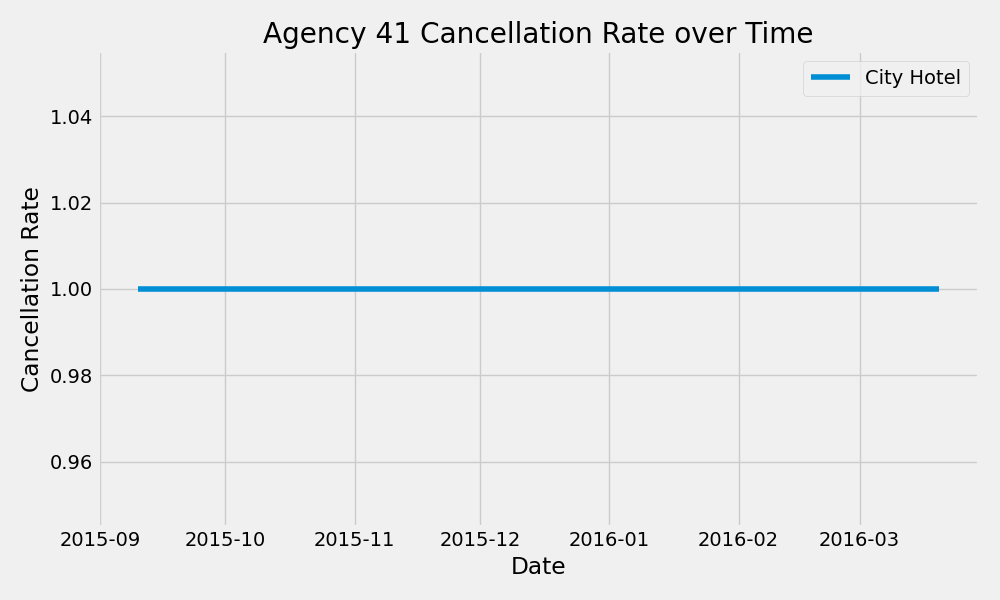 Agency 41 Cancellation Rate over Time
City Hotel
Cancellation Rate
1.04
1.02
1.00
0.98
0.96
2015-09 2015-10 2015-11 2015-12 2016-01 2016-02 2016-03
Date